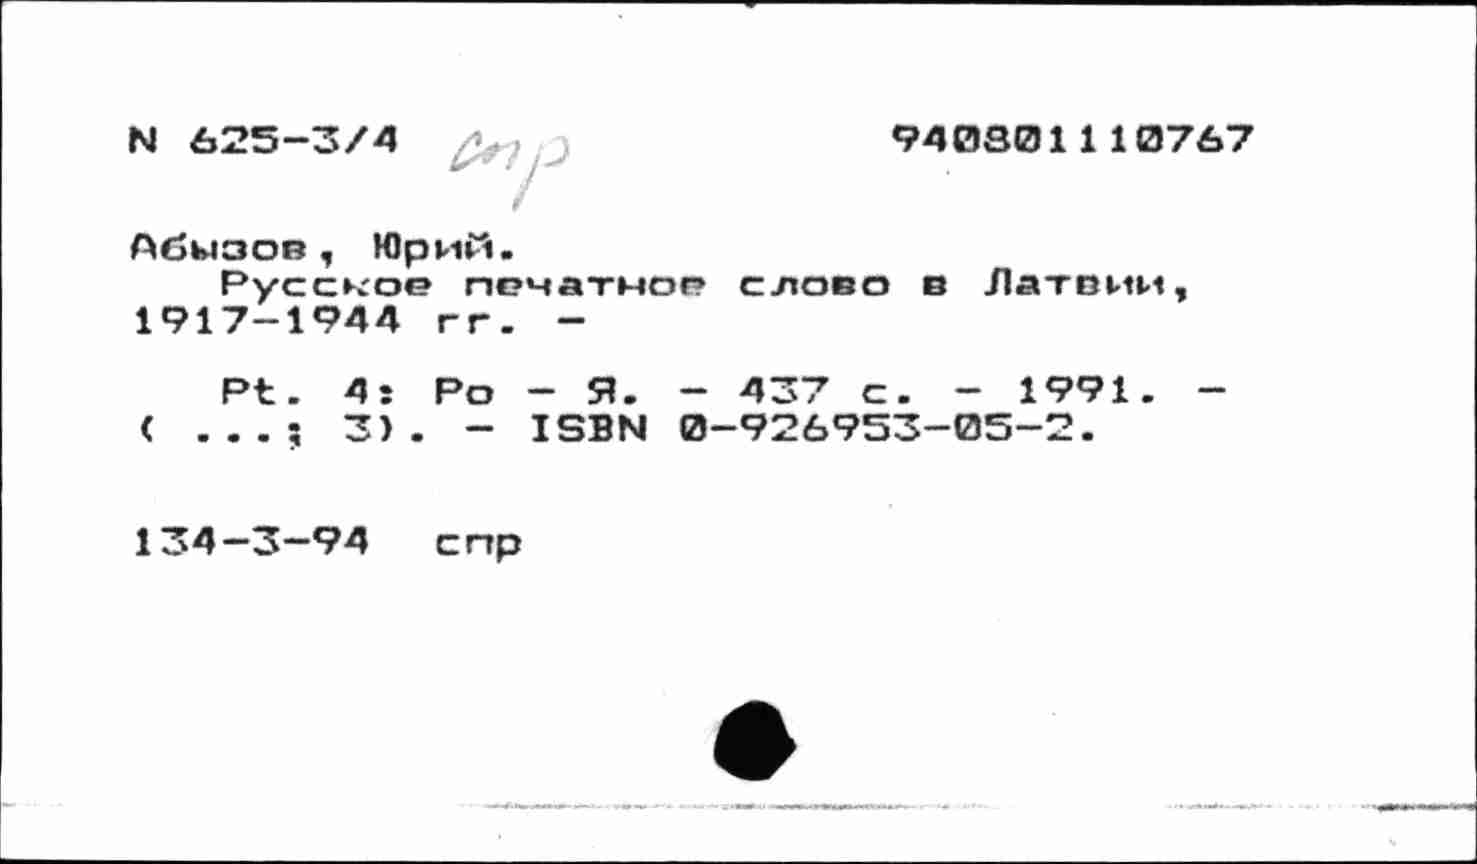 N 625-3/4 спр 940801110767
Абызов, Юрий.
Русское печатное слово в Латвии,
1917-1944 гг. -
Pt. 4: Ро - Я. - 437 с. - 1991. -
( ...; 3). - ISBN 0-926953-05-2.
134-3-94 спр